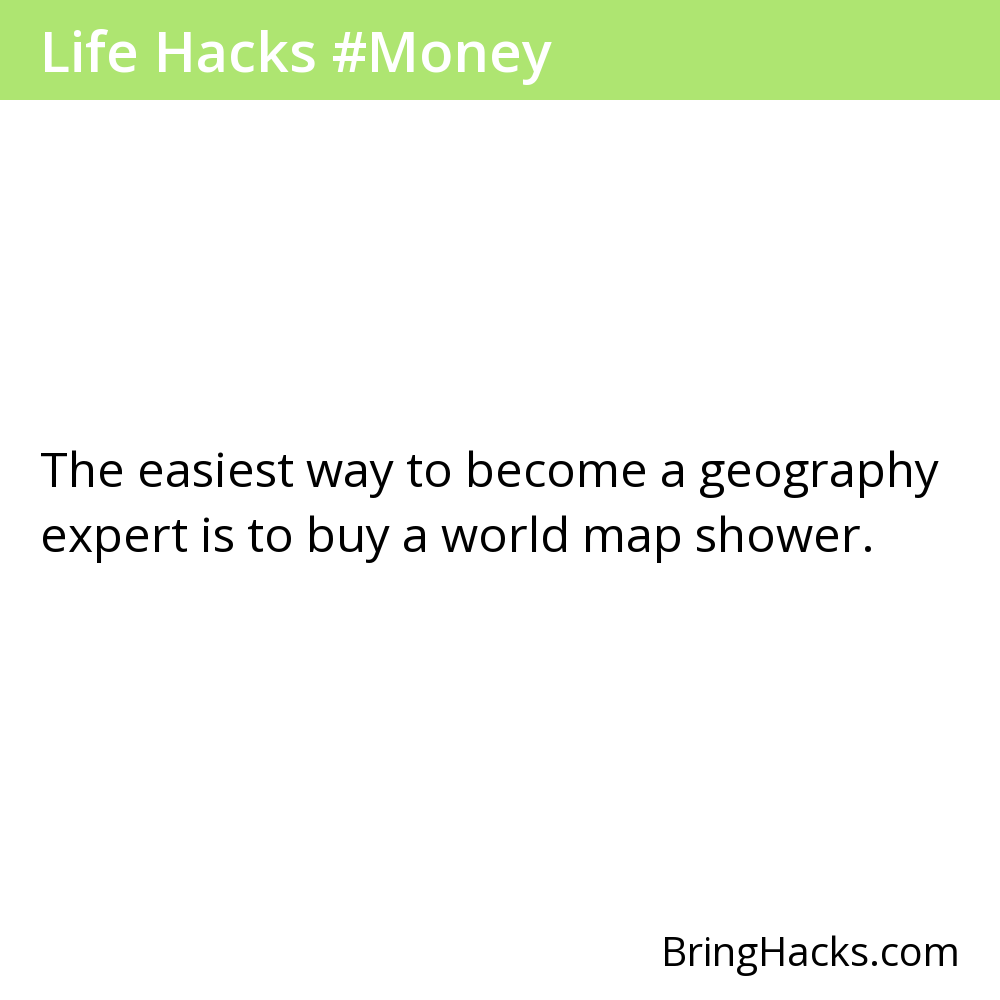 Life Hacks #Money
The easiest way to become a geography
expert is to buy a world map shower.
BringHacks.com